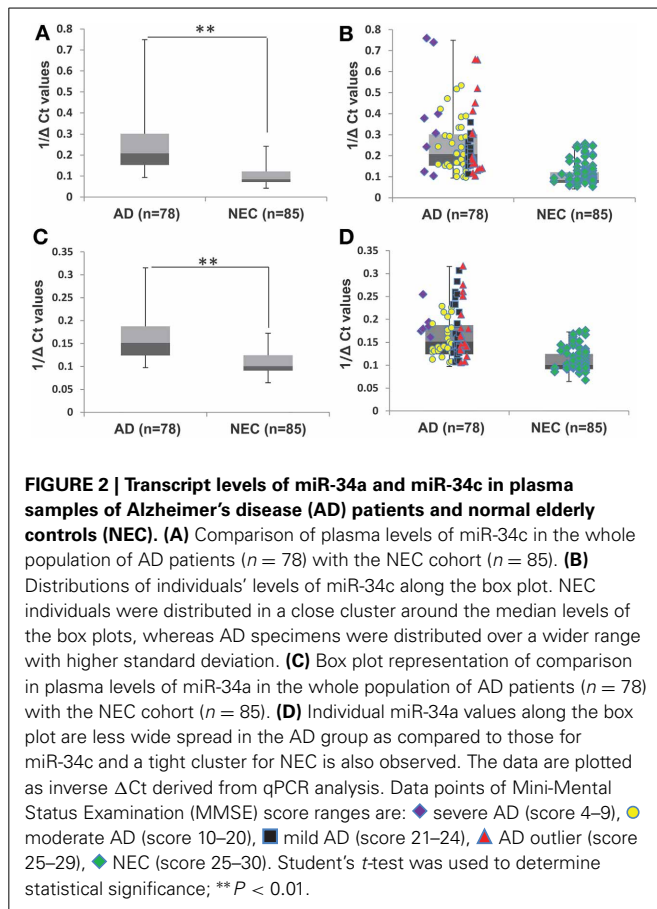 A
**
0.8
0.7
0.6
0.5
0.4
0.3
0.2
0.1
0
1/Δ Ct values
AD (n=78)
NEC (n=85)
B
0.8
0.7
0.6
0.5
0.4
0.3
0.2
0.1
0
1/Δ Ct values
AD (n=78)
NEC (n=85)
C
**
0.35
0.3
0.25
0.2
0.15
0.1
0.05
0
1/Δ Ct values
AD (n=78)
NEC (n=85)
D
0.35
0.3
0.25
0.2
0.15
0.1
0.05
0
1/Δ Ct values
AD (n=78)
NEC (n=85)
FIGURE 2 | Transcript levels of miR-34a and miR-34c in plasma
samples of Alzheimer's disease (AD) patients and normal elderly
controls (NEC). (A) Comparison of plasma levels of miR-34c in the whole
population of AD patients (n = 78) with the NEC cohort (n = 85). (B)
Distributions of individuals' levels of miR-34c along the box plot. NEC
individuals were distributed in a close cluster around the median levels of
the box plots, whereas AD specimens were distributed over a wider range
with higher standard deviation. (C) Box plot representation of comparison
in plasma levels of miR-34a in the whole population of AD patients (n = 78)
with the NEC cohort (n = 85). (D) Individual miR-34a values along the box
plot are less wide spread in the AD group as compared to those for
miR-34c and a tight cluster for NEC is also observed. The data are plotted
as inverse ΔCt derived from qPCR analysis. Data points of Mini-Mental
Status Examination (MMSE) score ranges are: ◆ severe AD (score 4–9), ●
moderate AD (score 10–20), ■ mild AD (score 21–24), ▲ AD outlier (score
25–29), ◆ NEC (score 25–30). Student's t-test was used to determine
statistical significance; **P < 0.01.